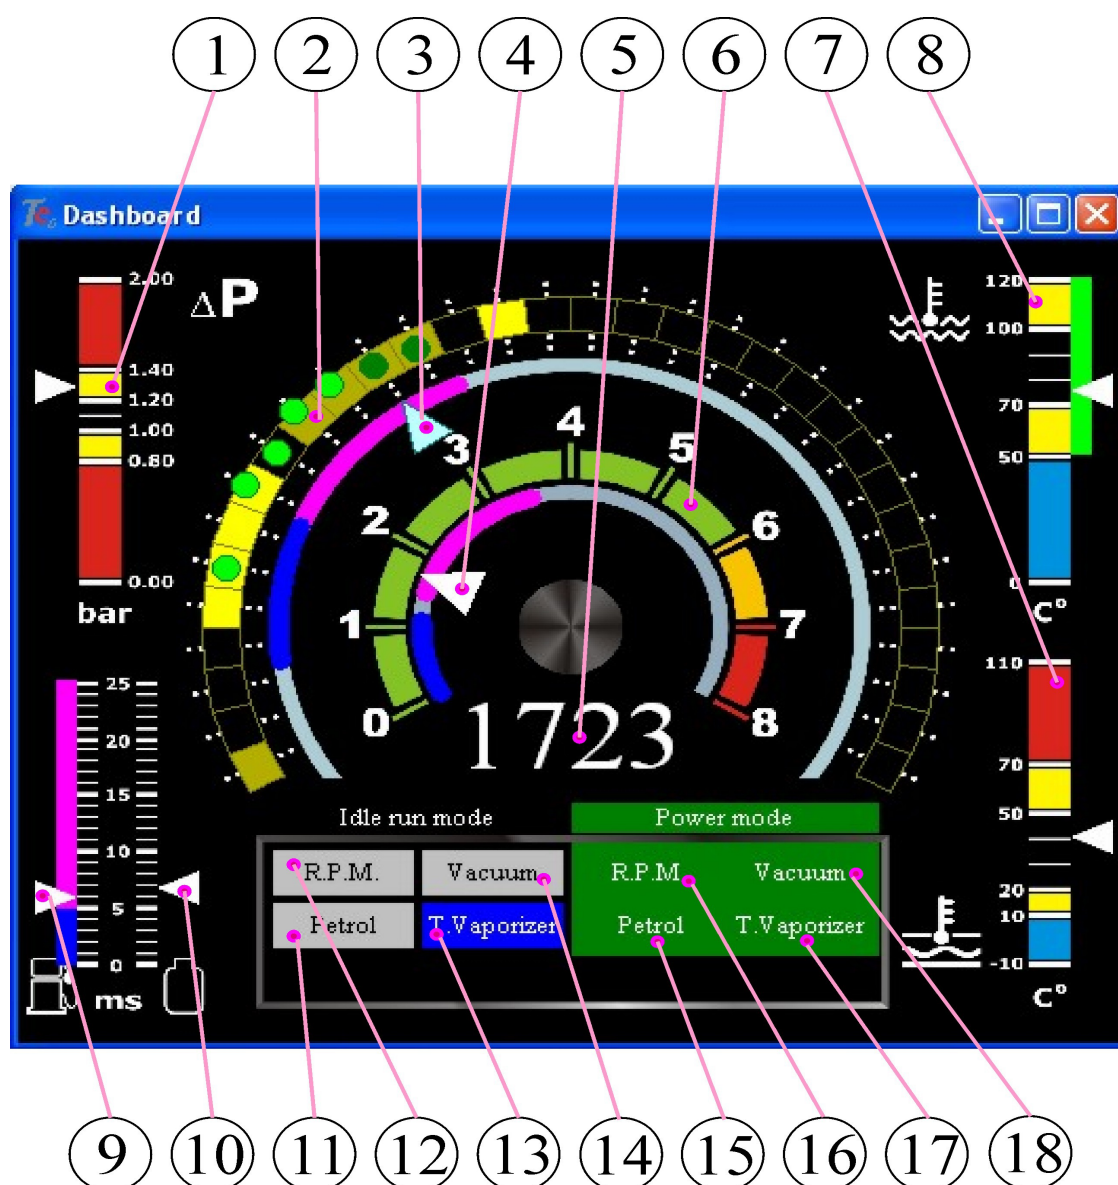 1 2 3 4 5 6 7 8
Tes Dashboard
2.00
1.40
1.20
1.00
0.80
0.00
bar
ΔP
0 1 2 3 4 5 6 7 8
1723
120
100
70
50
0
C°
110
70
50
20
10
-10
C°
25
20
15
10
5
0
ms
Idle run mode Power mode
R.P.M. Vacuum R.P.M. Vacuum
Petrol T.Vaporizer Petrol T.Vaporizer
9 10 11 12 13 14 15 16 17 18